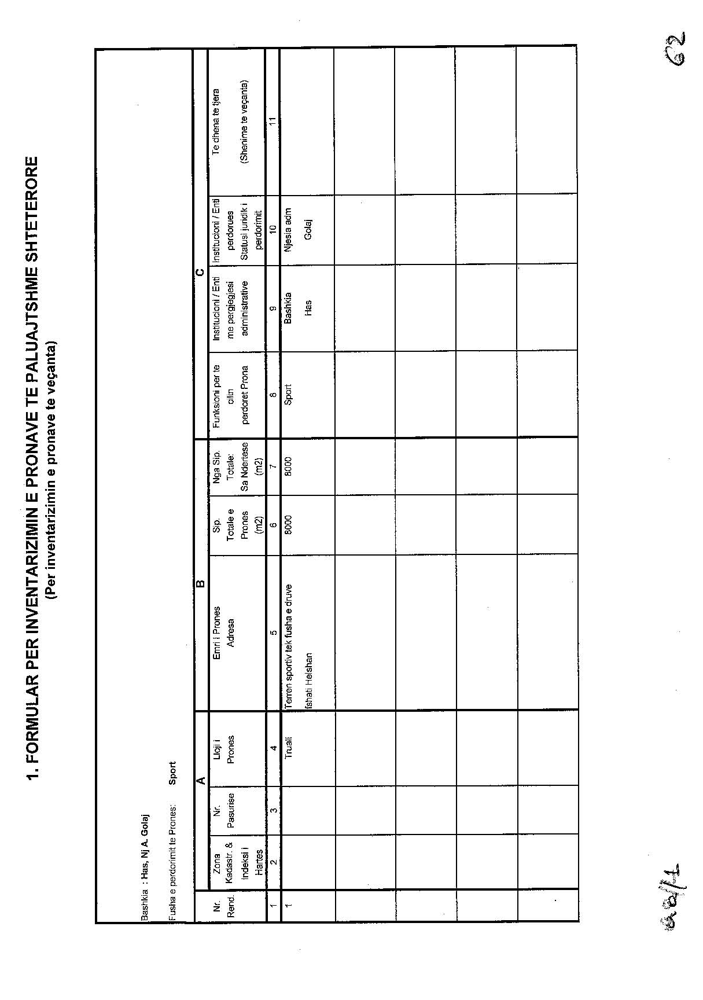 1. FORMULAR PER INVENTARIZIMIN E PRONAVE TE PALUAJTSHME SHTETERORE
(Per inventarizimin e pronave te veçanta)
Bashkia : Has, Nj A. Golaj
Fusha e perdorimit te Prones: Sport
A B C
Nr. Rend.
Zona Kadastr. & Indeksi i Hartes
Nr. Pasurise
Lloji i Prones
Emri i Prones Adresa
Sip. Totale e Prones (m2)
Nga Sip. Totale: Sa Ndertese (m2)
Funksioni per te cilin perdoret Prona
Institucioni / Enti me pergjegjesi administrative
Institucioni / Enti perdorues Statusi juridik i perdorimit
Te dhena te tjera (Shenime te veçanta)
1 2 3 4 5 6 7 8 9 10 11
1 Truall Terren sportiv tek fusha e druve 8000 8000 Sport Bashkia Njesia adm
fshati Helshan Has Golaj
62